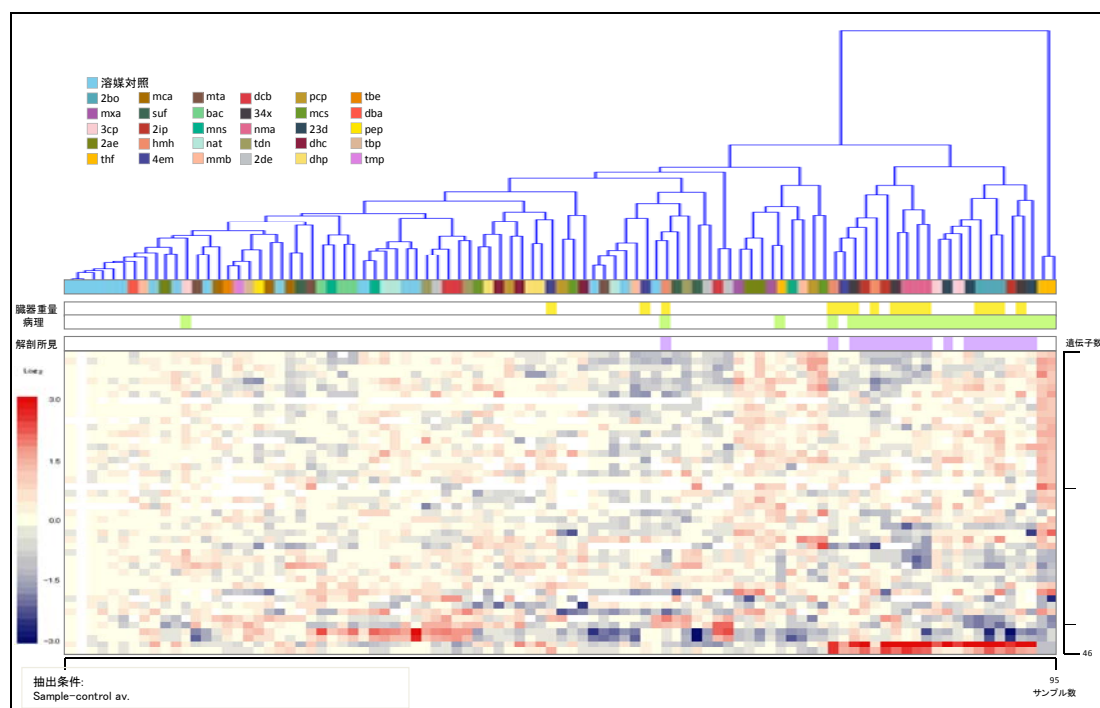 溶媒対照
2bo mca mta dcb pcp tbe
mxa suf bac 34x mcs dba
3cp 2ip mns nma 23d pep
2ae hmh nat tdn dhc tbp
thf 4em mmb 2de dhp tmp
臓器重量
病理
解剖所見
遺伝子数
Log2
3.0
1.5
0.0
-1.5
-3.0
46
抽出条件:
Sample-control av.
95
サンプル数